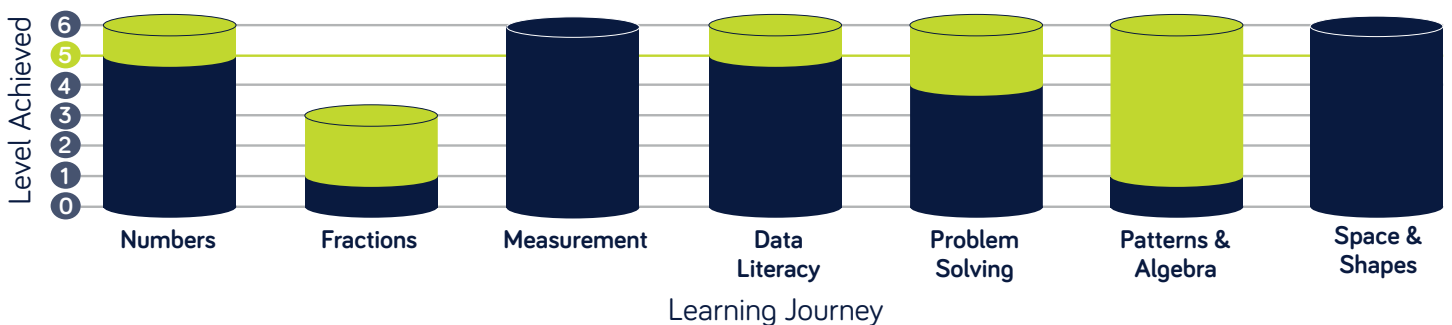 Level Achieved
6
5
4
3
2
1
0
Numbers
Fractions
Measurement
Data
Literacy
Problem
Solving
Patterns &
Algebra
Space &
Shapes
Learning Journey